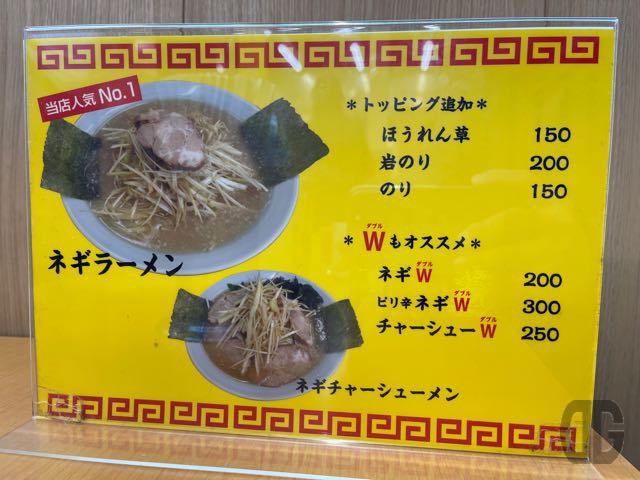 当店人気 No.1
ネギラーメン
ネギチャーシューメン
*トッピング追加*
ほうれん草 150
岩のり 200
のり 150
ダブル
*Wもオススメ*
ダブル
ネギW 200
ダブル
ピリ辛ネギW 300
ダブル
チャーシューW 250